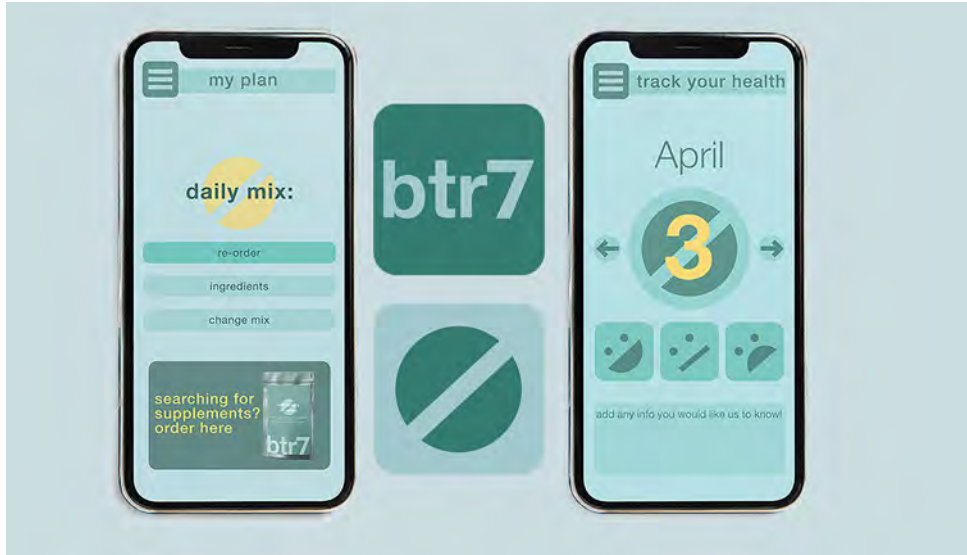 my plan
daily mix:
re-order
ingredients
change mix
searching for
supplements?
order here
btr7
btr7
track your health
April
3
add any info you would like us to know!